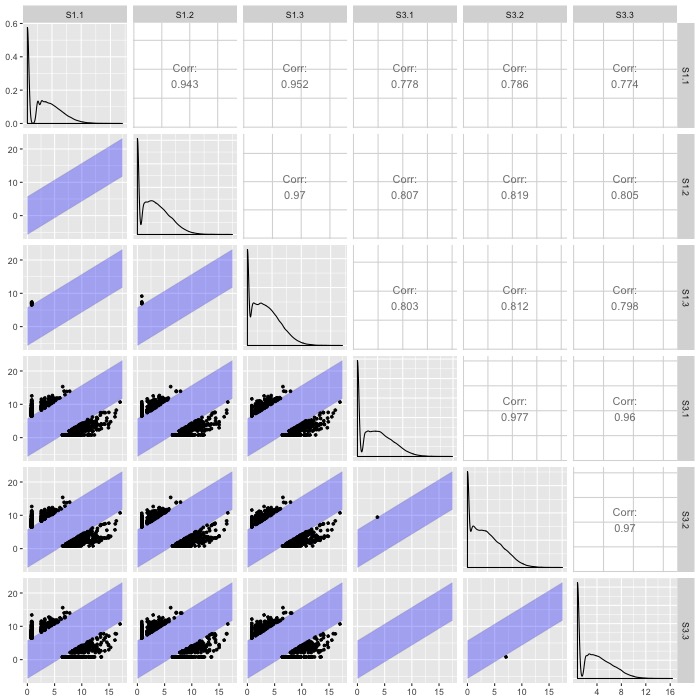 S1.1 S1.2 S1.3 S3.1 S3.2 S3.3
0.6
0.4
0.2
0.0
Corr:
0.943
Corr:
0.952
Corr:
0.778
Corr:
0.786
Corr:
0.774
S1.1
20
10
0
Corr:
0.97
Corr:
0.807
Corr:
0.819
Corr:
0.805
S1.2
20
10
0
Corr:
0.803
Corr:
0.812
Corr:
0.798
S1.3
20
10
0
Corr:
0.977
Corr:
0.96
S3.1
20
10
0
Corr:
0.97
S3.2
20
10
0
S3.3
0 5 10 15 0 5 10 15 0 5 10 15 0 5 10 15 0 5 10 15 4 8 12 16